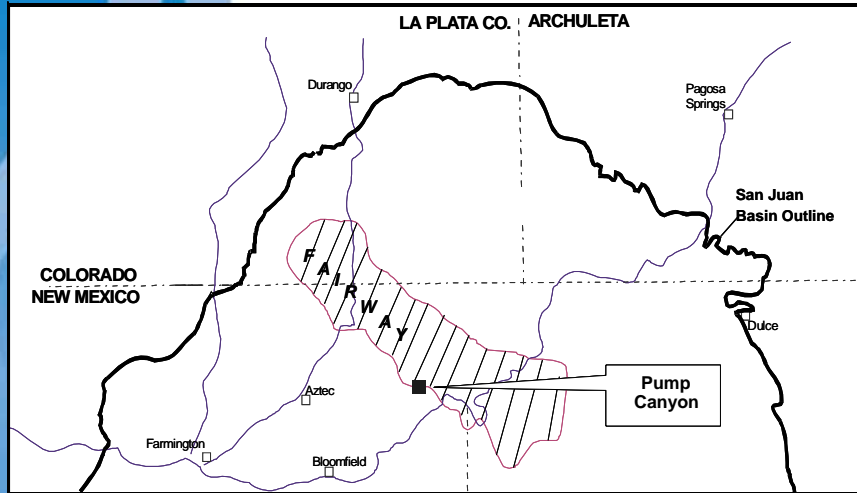 LA PLATA CO. ARCHULETA
Durango
Pagosa
Springs
San Juan
Basin Outline
FAIRWAY
COLORADO
NEW MEXICO
Dulce
Pump
Canyon
Aztec
Farmington
Bloomfield